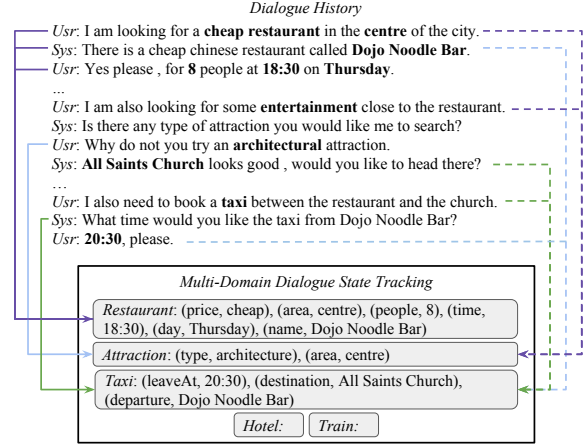 Dialogue History
Usr: I am looking for a cheap restaurant in the centre of the city.
Sys: There is a cheap chinese restaurant called Dojo Noodle Bar.
Usr: Yes please , for 8 people at 18:30 on Thursday.
...
Usr: I am also looking for some entertainment close to the restaurant.
Sys: Is there any type of attraction you would like me to search?
Usr: Why do not you try an architectural attraction.
Sys: All Saints Church looks good , would you like to head there?
...
Usr: I also need to book a taxi between the restaurant and the church.
Sys: What time would you like the taxi from Dojo Noodle Bar?
Usr: 20:30, please.
Multi-Domain Dialogue State Tracking
Restaurant: (price, cheap), (area, centre), (people, 8), (time,
18:30), (day, Thursday), (name, Dojo Noodle Bar)
Attraction: (type, architecture), (area, centre)
Taxi: (leaveAt, 20:30), (destination, All Saints Church),
(departure, Dojo Noodle Bar)
Hotel: Train: